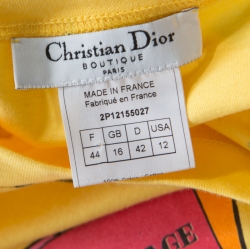 Christian Dior
BOUTIQUE
PARIS
MADE IN FRANCE
Fabriqué en France
2P12155027
F GB D USA
44 16 42 12